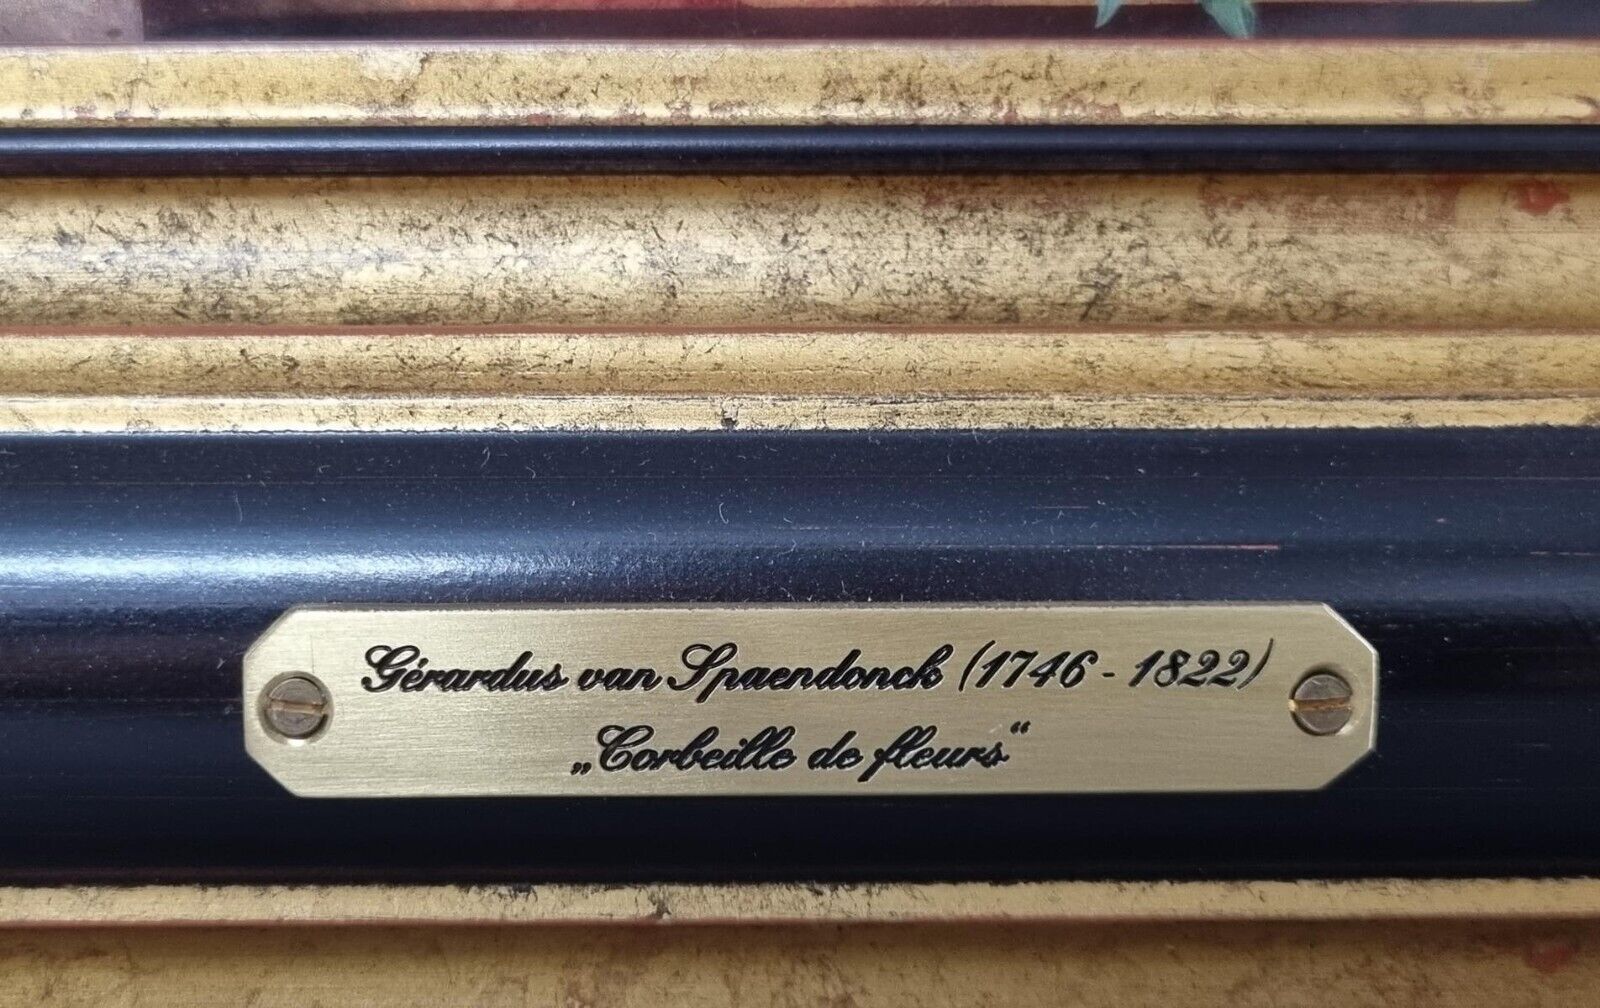 Gérardus van Spaendonck (1746 - 1822)
„Corbeille de fleurs“